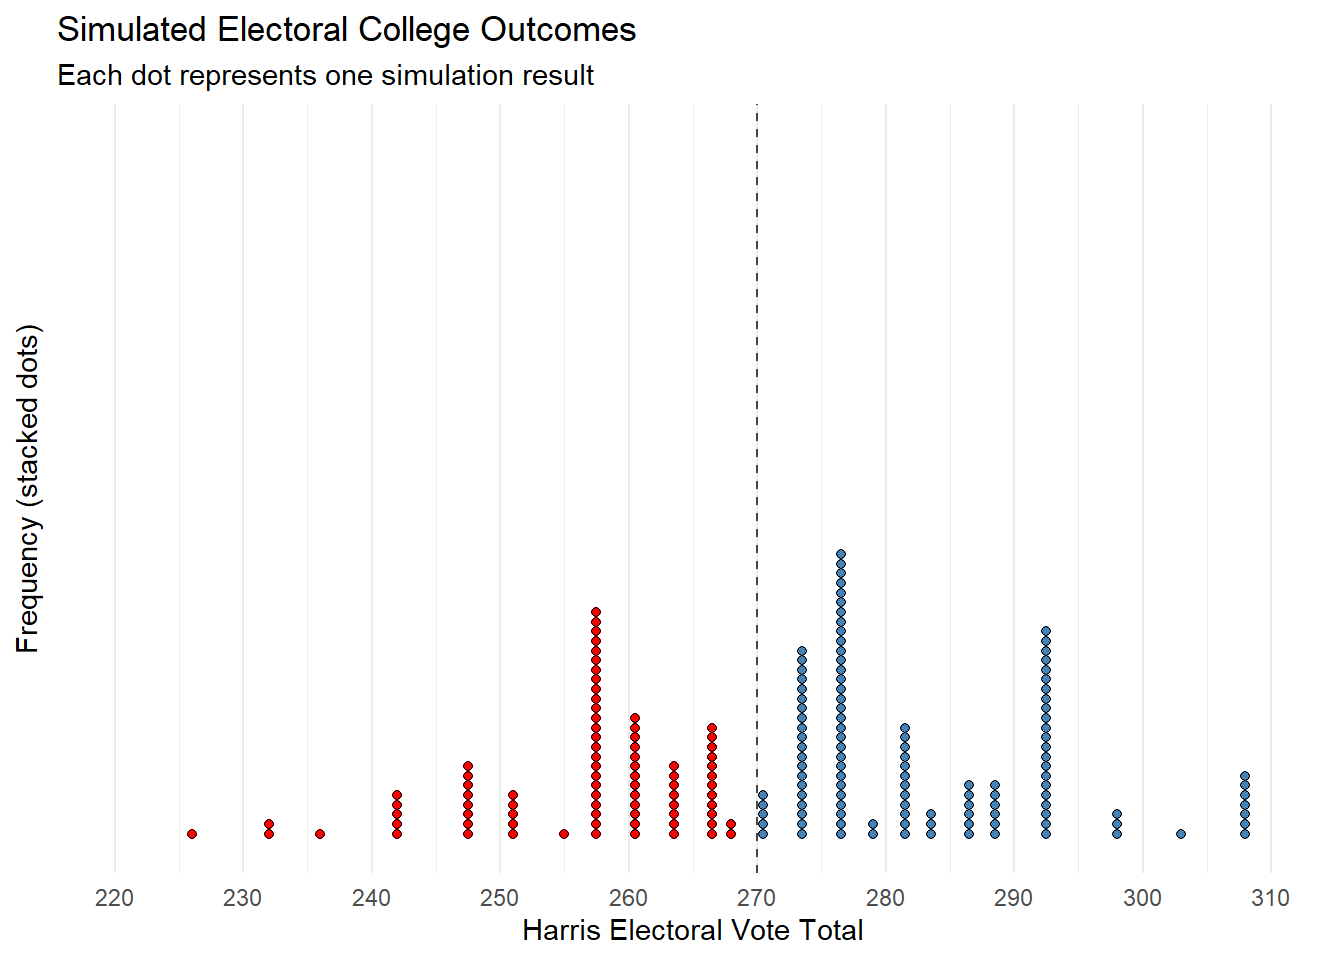 Simulated Electoral College Outcomes
Each dot represents one simulation result
Frequency (stacked dots)
220 230 240 250 260 270 280 290 300 310
Harris Electoral Vote Total